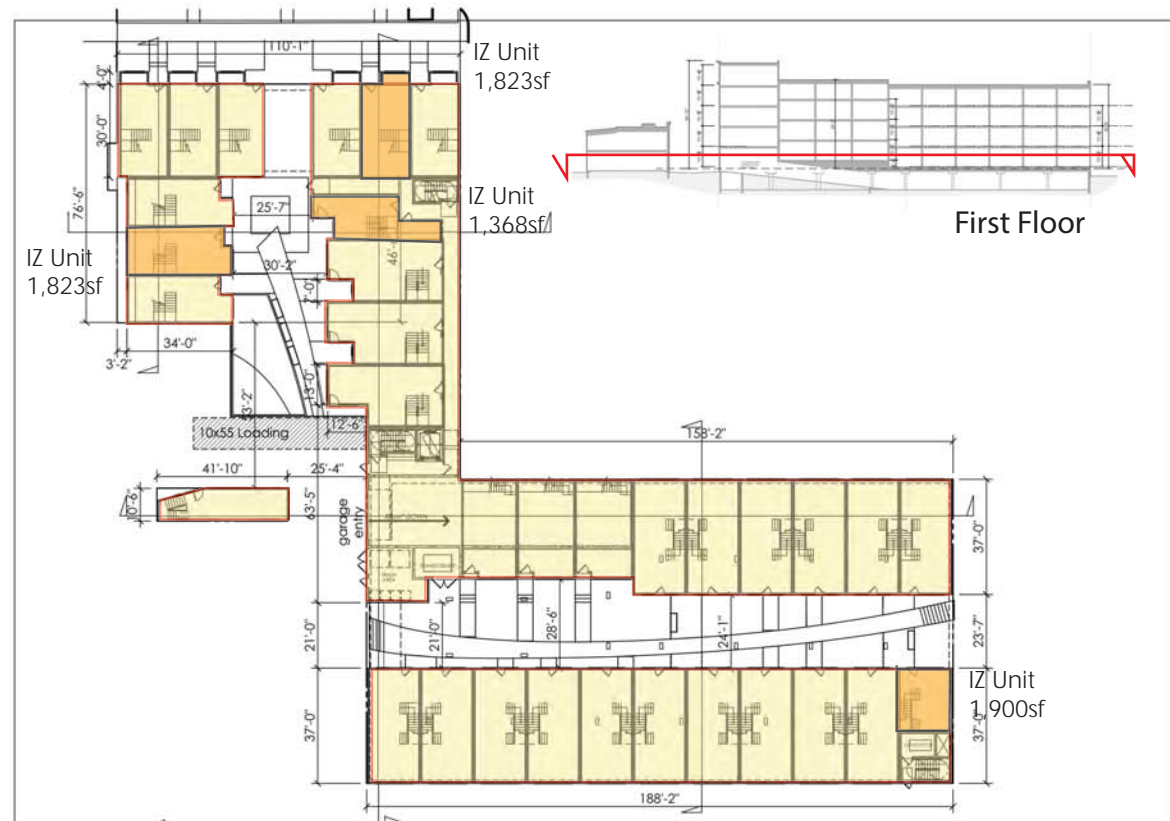 110'-1"
IZ Unit
1,823sf
4'-0"
30'-0"
76'-6"
25'-7"
IZ Unit
1,368sf
First Floor
IZ Unit
1,823sf
30'-2"
46'-
7'-0"
34'-0"
3'-2"
13'-0"
53'-2"
12'-6"
10x55 Loading
158'-2"
41'-10"
25'-4"
10'-6"
63'-5"
garage
entry
37'-0"
21'-0"
21'-0"
28'-6"
24'-1"
23'-7"
IZ Unit
1,900sf
37'-0"
37'-0"
188'-2"